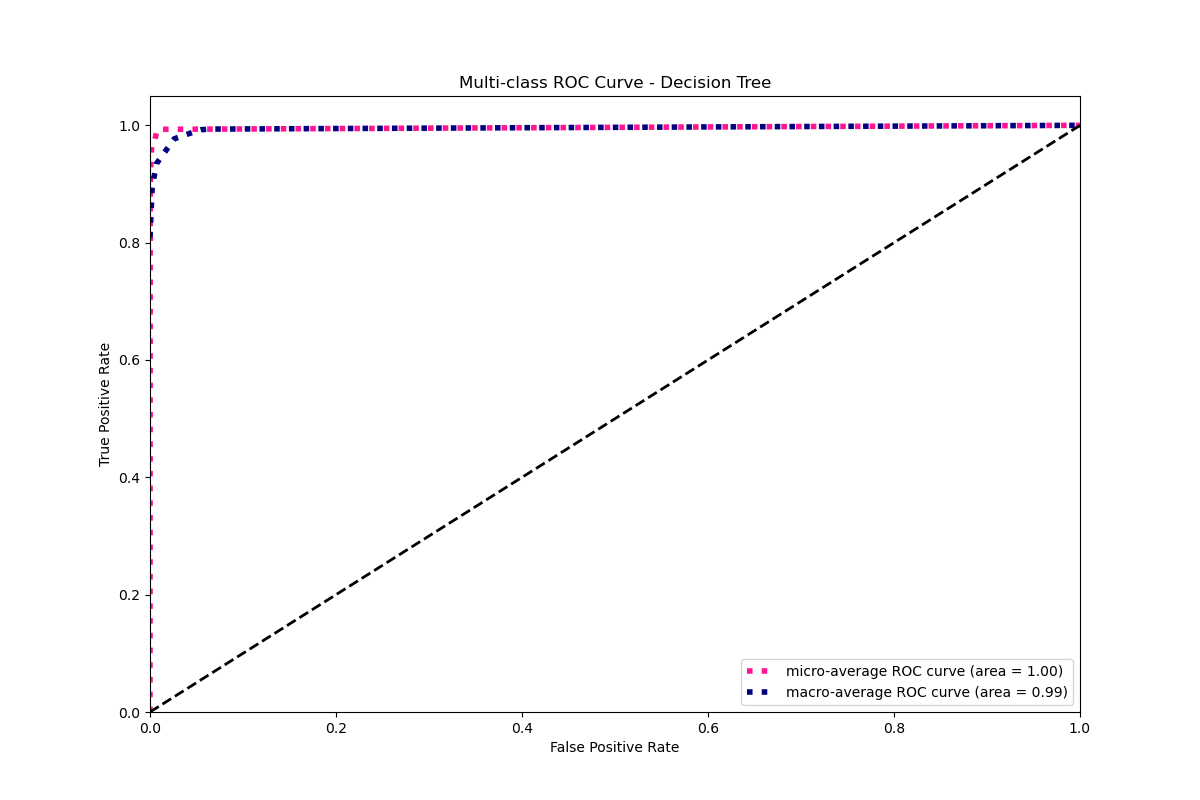 Multi-class ROC Curve - Decision Tree
1.0
0.8
0.6
0.4
0.2
0.0
True Positive Rate
micro-average ROC curve (area = 1.00)
macro-average ROC curve (area = 0.99)
0.0 0.2 0.4 0.6 0.8 1.0
False Positive Rate